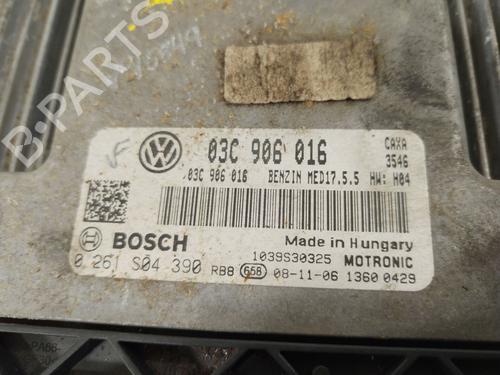 B-PARTS
03C 906 016
CAXA
3546
03C 906 016 BENZIN MED17.5.5 HW: H04
BOSCH
Made in Hungary
1039S30325 MOTRONIC
0 261 S04 390 RBB 658 08-11-06 1360 0429